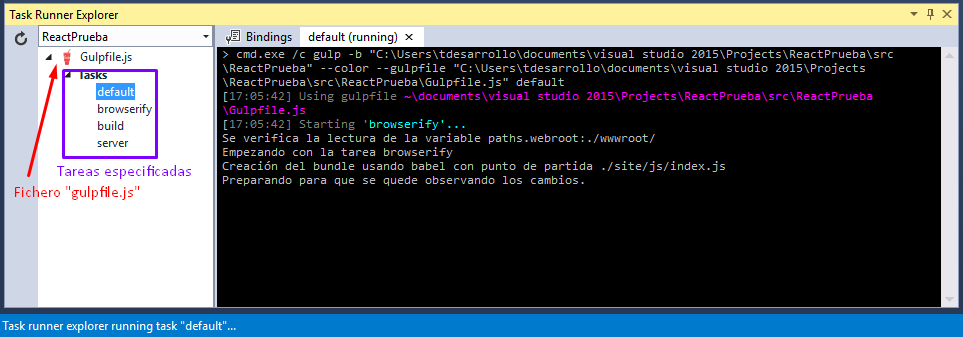 Task Runner Explorer
ReactPrueba
Gulpfile.js
Tasks
default
browserify
build
server
Tareas especificadas
Fichero "gulpfile.js"
Bindings
default (running)
> cmd.exe /c gulp -b "C:\Users\tdesarrollo\documents\visual studio 2015\Projects\ReactPrueba\src
\ReactPrueba" --color --gulpfile "C:\Users\tdesarrollo\documents\visual studio 2015\Projects
\ReactPrueba\src\ReactPrueba\Gulpfile.js" default
[17:05:42] Using gulpfile ~\documents\visual studio 2015\Projects\ReactPrueba\src\ReactPrueba
\Gulpfile.js
[17:05:42] Starting 'browserify'...
Se verifica la lectura de la variable paths.webroot:./wwwroot/
Empezando con la tarea browserify
Creación del bundle usando babel con punto de partida ./site/js/index.js
Preparando para que se quede observando los cambios.
Task runner explorer running task "default"...